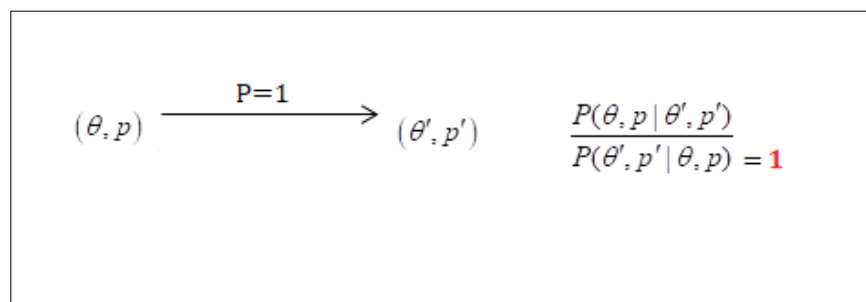 P=1
(θ, p) ⟶ (θ′, p′)
P(θ, p | θ′, p′)
P(θ′, p′ | θ, p) = 1